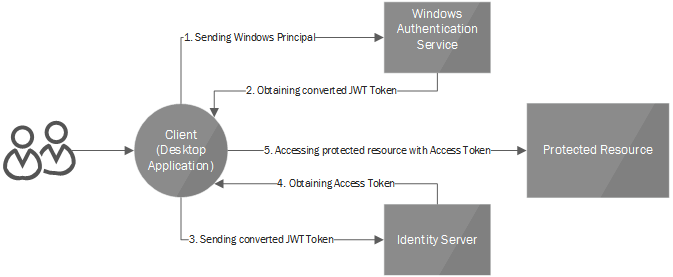 Windows
Authentication
Service
1. Sending Windows Principal
2. Obtaining converted JWT Token
Client
(Desktop
Application)
5. Accessing protected resource with Access Token
Protected Resource
4. Obtaining Access Token
3. Sending converted JWT Token
Identity Server